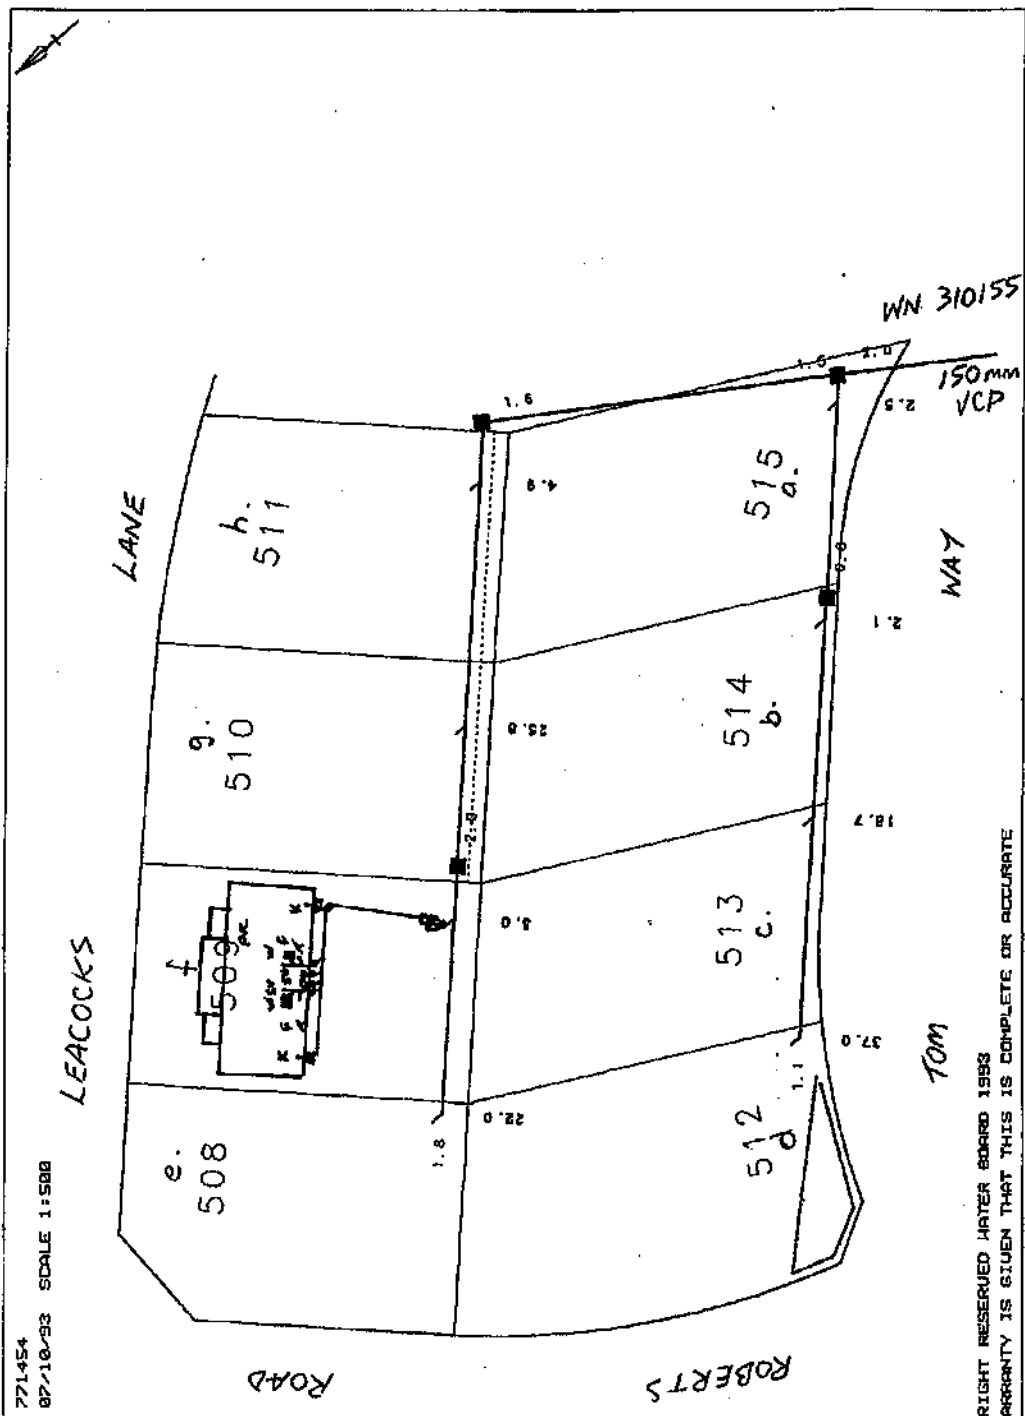 771454
07/10/93 SCALE 1:500
LEACOCKS
LANE
e.
508
f
509
g.
510
h.
511
1.8
22.0
5.0
2.0
25.8
4.9
9.1
512
d
513
c.
514
b.
515
a.
1.1
37.0
18.7
2.1
0.6
2.5
WN 310155
150mm
VCP
ROAD
ROBERTS
TOM
WAY
RIGHT RESERVED WATER BOARD 1993
ARRANTY IS GIVEN THAT THIS IS COMPLETE OR ACCURATE